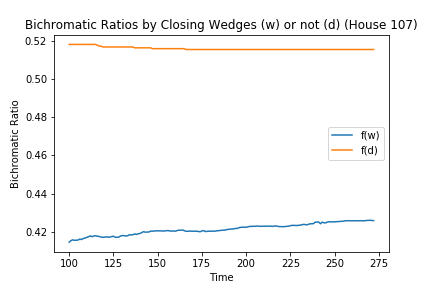 Bichromatic Ratios by Closing Wedges (w) or not (d) (House 107)
0.52
0.50
0.48
0.46
0.44
0.42
Bichromatic Ratio
f(w)
f(d)
100 125 150 175 200 225 250 275
Time